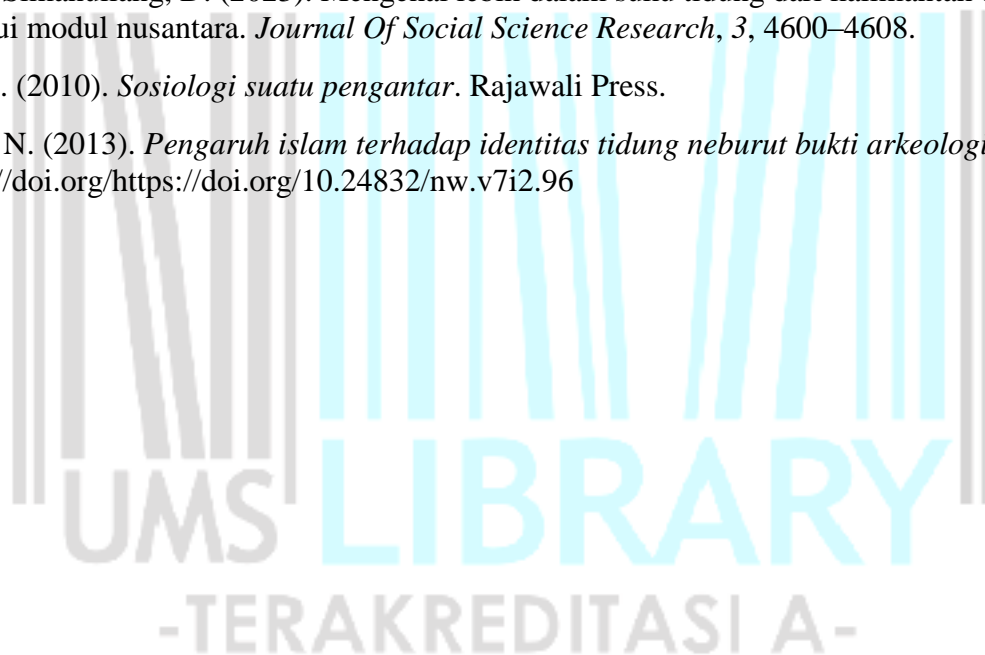 ui modul nusantara. Journal Of Social Science Research, 3, 4600–4608.
. (2010). Sosiologi suatu pengantar. Rajawali Press.
N. (2013). Pengaruh islam terhadap identitas tidung neburut bukti arkeologi
//doi.org/https://doi.org/10.24832/nw.v7i2.96
UMS LIBRARY
-TERAKREDITASI A-